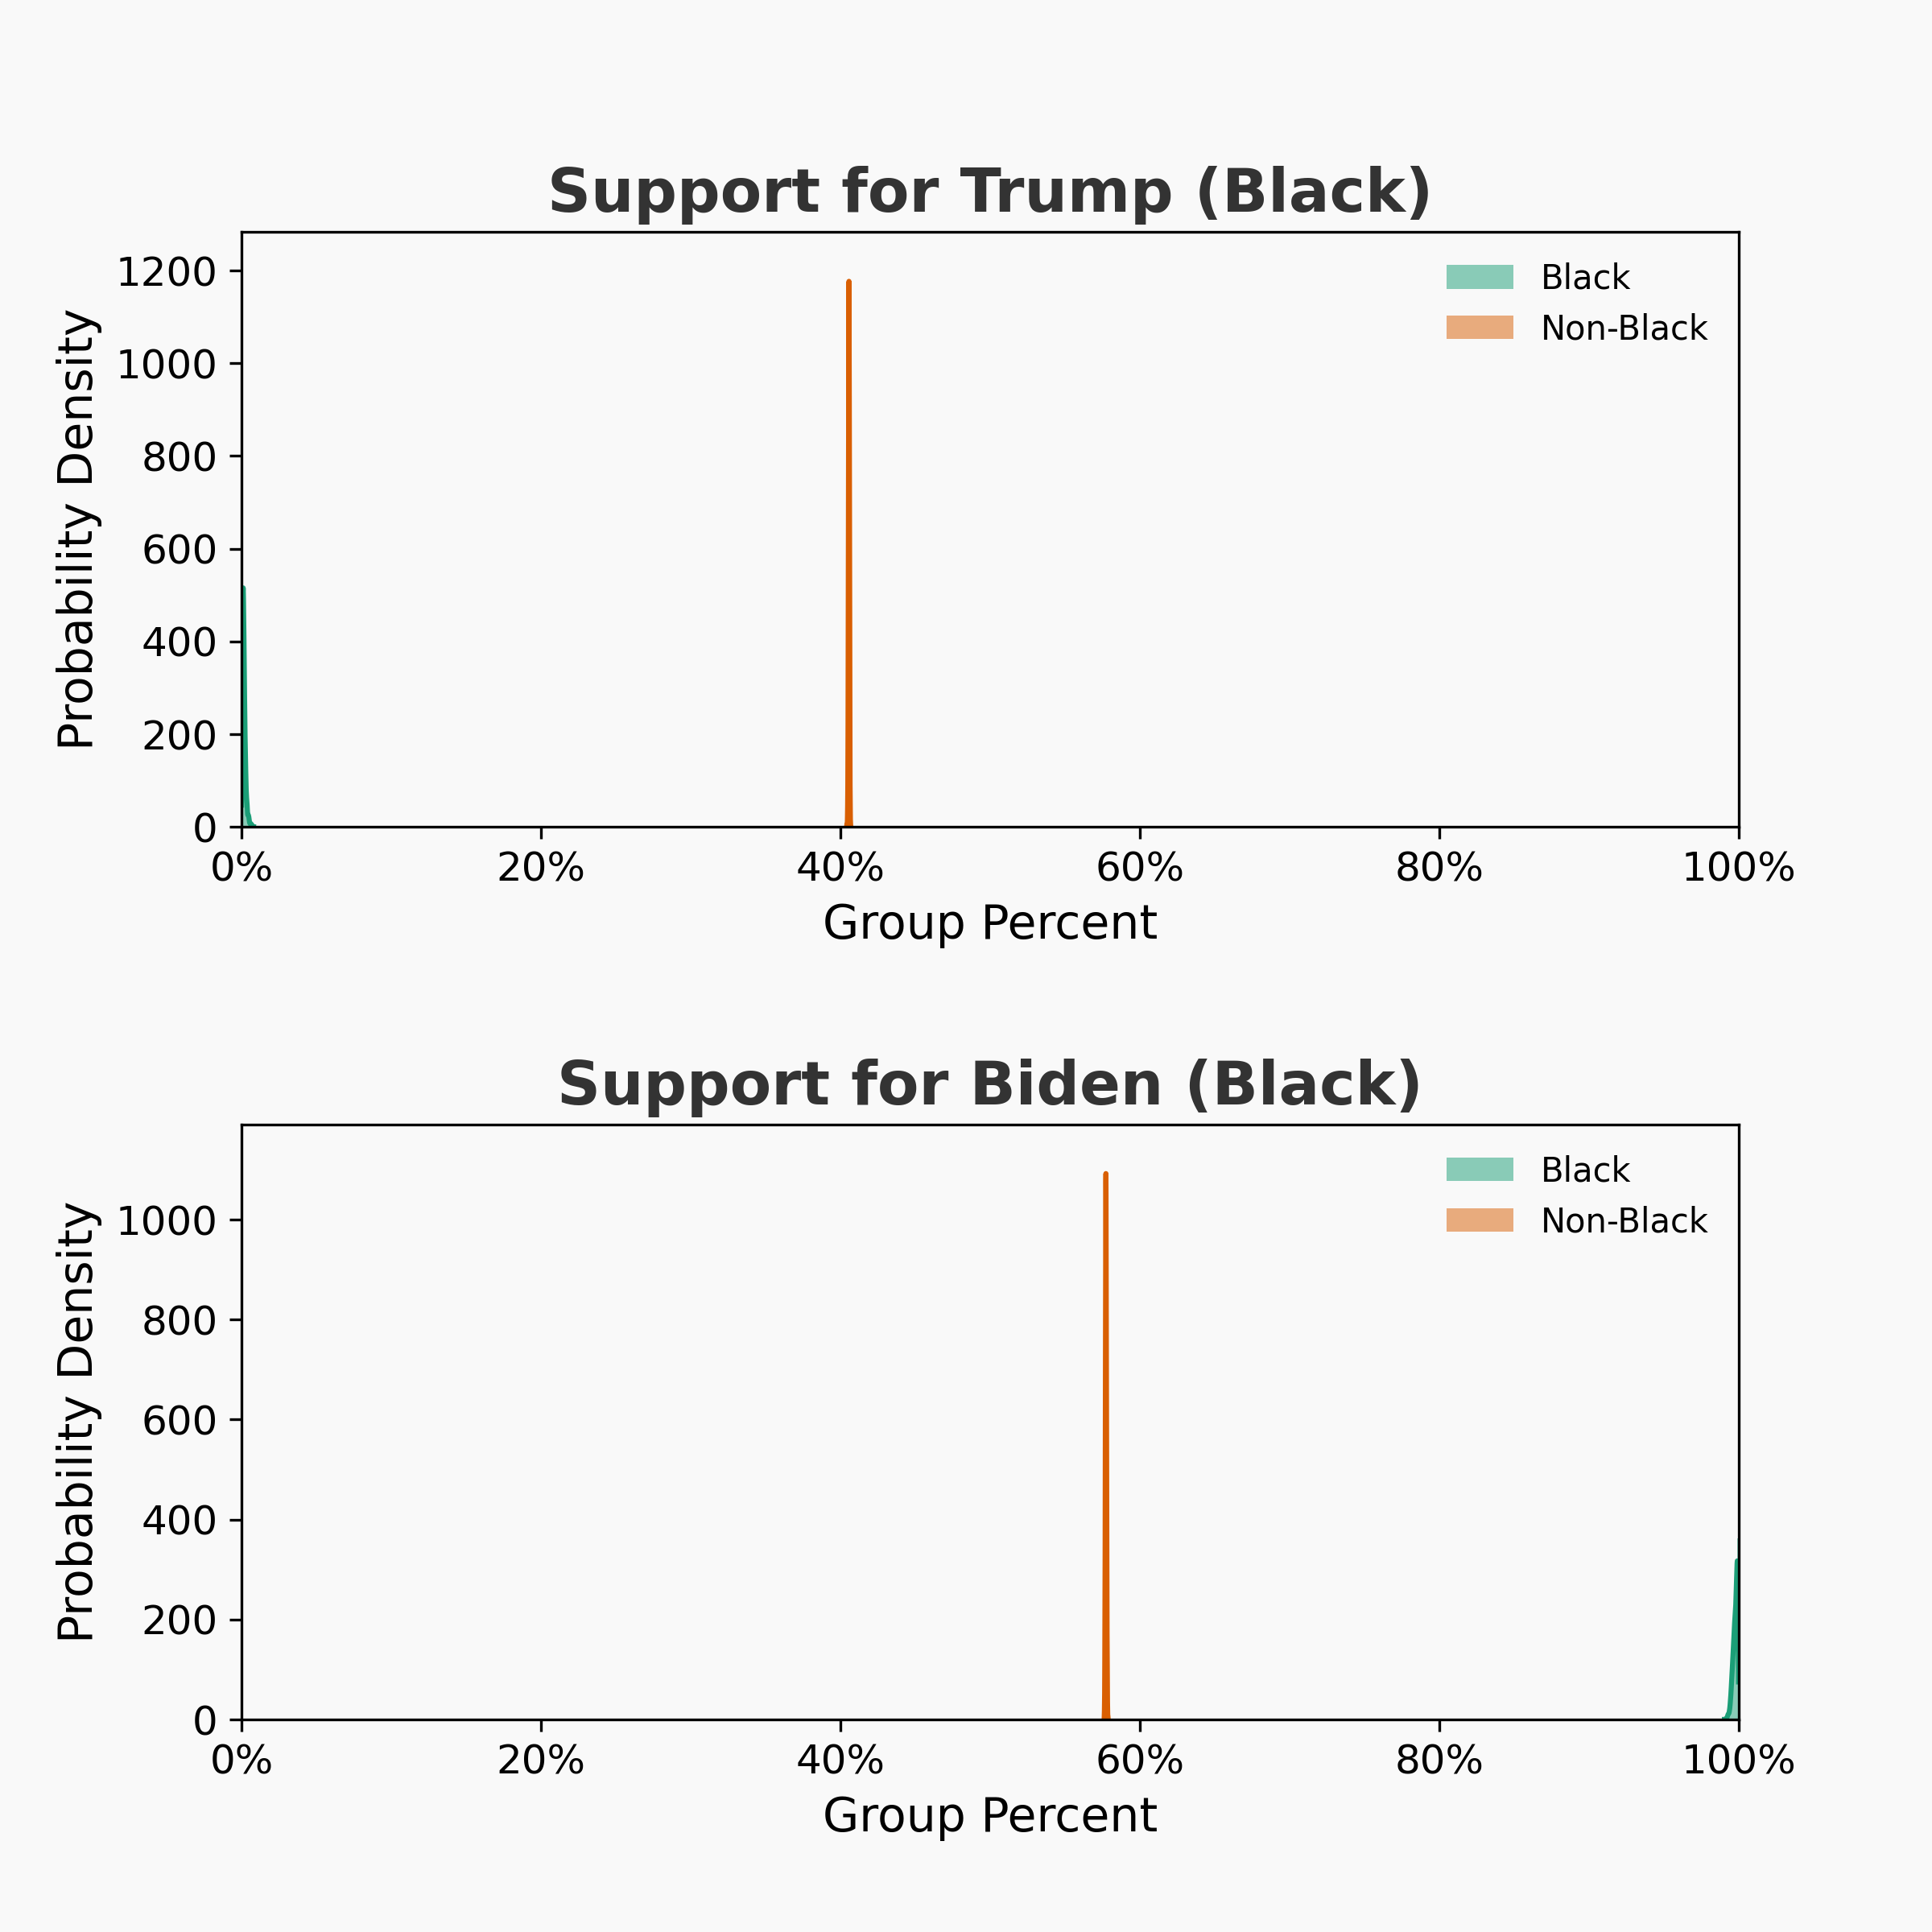 Support for Trump (Black)
Probability Density
1200
1000
800
600
400
200
0
0% 20% 40% 60% 80% 100%
Group Percent
Black
Non-Black
Support for Biden (Black)
Probability Density
1000
800
600
400
200
0
0% 20% 40% 60% 80% 100%
Group Percent
Black
Non-Black